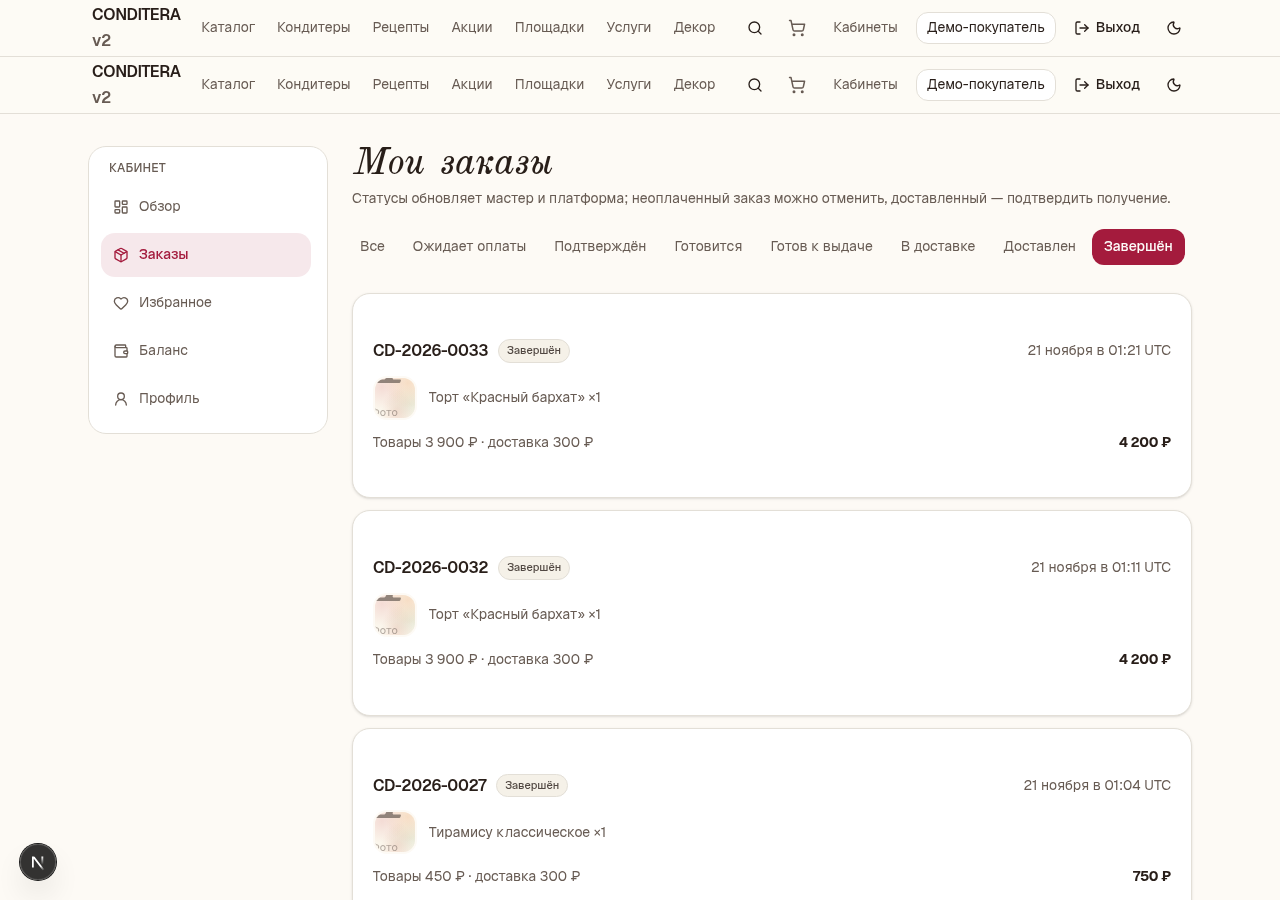 CONDITERA
v2
Каталог Кондитеры Рецепты Акции Площадки Услуги Декор Кабинеты Демо-покупатель Выход
CONDITERA
v2
Каталог Кондитеры Рецепты Акции Площадки Услуги Декор Кабинеты Демо-покупатель Выход
КАБИНЕТ
Обзор
Заказы
Избранное
Баланс
Профиль
Мои заказы
Статусы обновляет мастер и платформа; неоплаченный заказ можно отменить, доставленный — подтвердить получение.
Все Ожидает оплаты Подтверждён Готовится Готов к выдаче В доставке Доставлен Завершён
CD-2026-0033 Завершён 21 ноября в 01:21 UTC
Торт «Красный бархат» ×1
Товары 3 900 ₽ · доставка 300 ₽ 4 200 ₽
CD-2026-0032 Завершён 21 ноября в 01:11 UTC
Торт «Красный бархат» ×1
Товары 3 900 ₽ · доставка 300 ₽ 4 200 ₽
CD-2026-0027 Завершён 21 ноября в 01:04 UTC
Тирамису классическое ×1
Товары 450 ₽ · доставка 300 ₽ 750 ₽